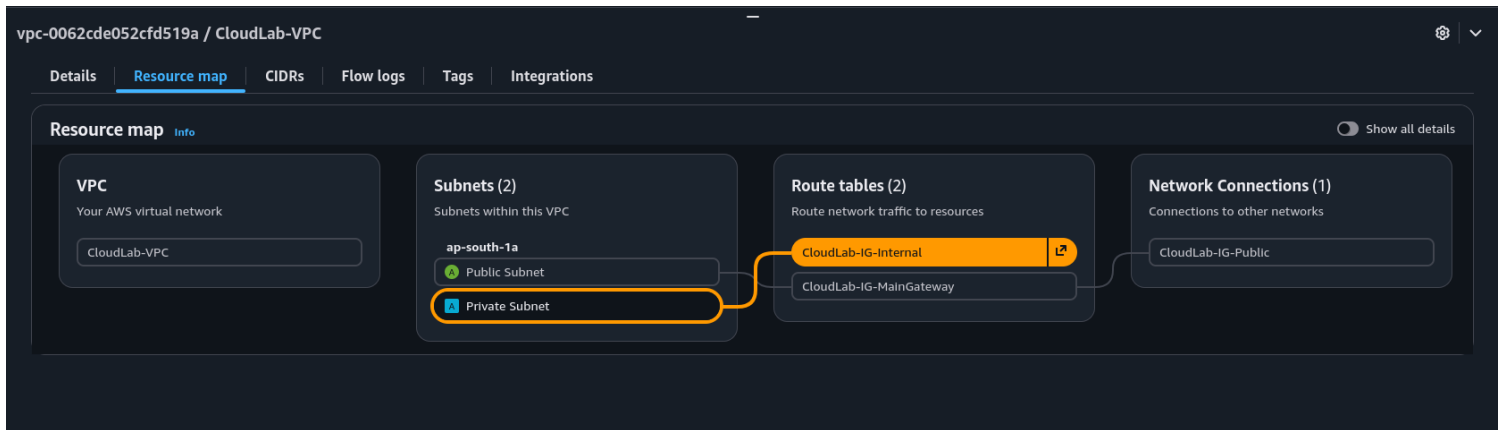 vpc-0062cde052cfd519a / CloudLab-VPC
Details
Resource map
CIDRs
Flow logs
Tags
Integrations
Resource map Info
Show all details
VPC
Your AWS virtual network
CloudLab-VPC
Subnets (2)
Subnets within this VPC
ap-south-1a
A Public Subnet
A Private Subnet
Route tables (2)
Route network traffic to resources
CloudLab-IG-Internal
CloudLab-IG-MainGateway
Network Connections (1)
Connections to other networks
CloudLab-IG-Public